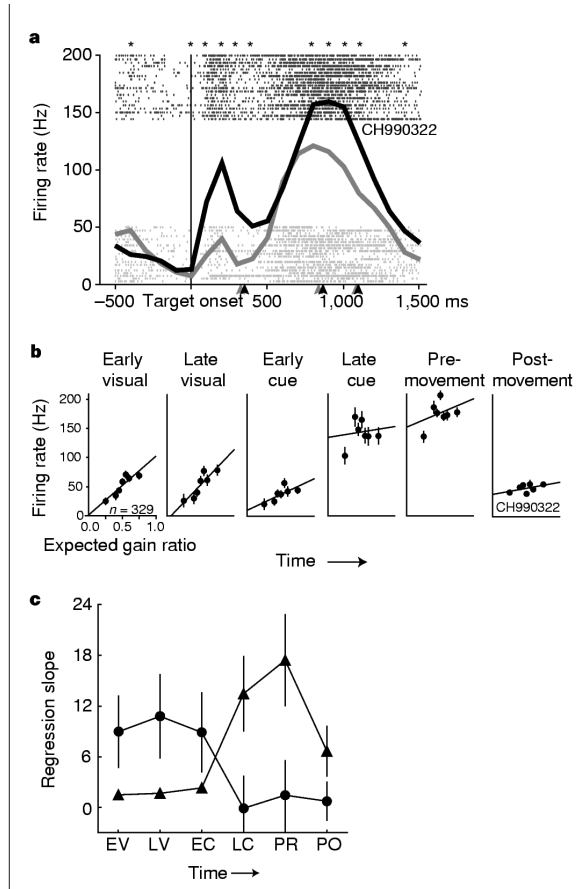 a
* * * * * * * * * * *
200
150
100
50
0
Firing rate (Hz)
CH990322
–500 Target onset 500 1,000 1,500 ms
b
Early visual
Late visual
Early cue
Late cue
Pre-movement
Post-movement
200
150
100
50
0
Firing rate (Hz)
n = 329
CH990322
0.0 0.5 1.0
Expected gain ratio
Time
c
24
18
12
6
0
Regression slope
EV LV EC LC PR PO
Time